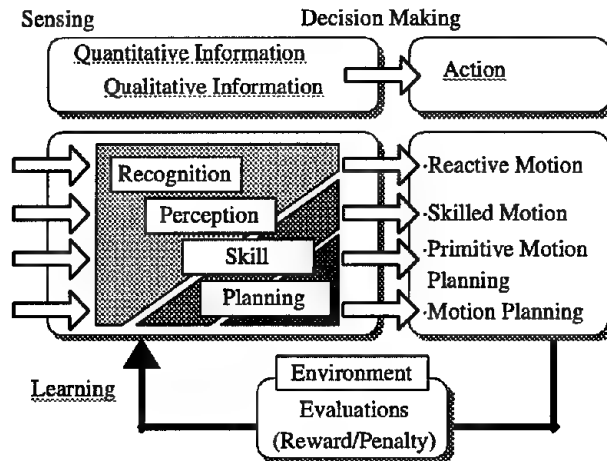 Sensing
Decision Making
Quantitative Information
Qualitative Information
Action
Recognition
Perception
Skill
Planning
·Reactive Motion
·Skilled Motion
·Primitive Motion
Planning
·Motion Planning
Learning
Environment
Evaluations
(Reward/Penalty)